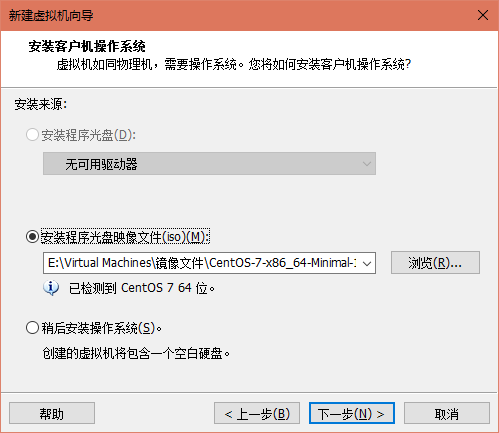 新建虚拟机向导
安装客户机操作系统
虚拟机如同物理机，需要操作系统。您将如何安装客户机操作系统?
安装来源:
安装程序光盘(D):
无可用驱动器
安装程序光盘映像文件(iso)(M):
E:\Virtual Machines\镜像文件\CentOS-7-x86_64-Minimal-
浏览(R)...
已检测到 CentOS 7 64 位。
稍后安装操作系统(S)。
创建的虚拟机将包含一个空白硬盘。
帮助
< 上一步(B)
下一步(N) >
取消